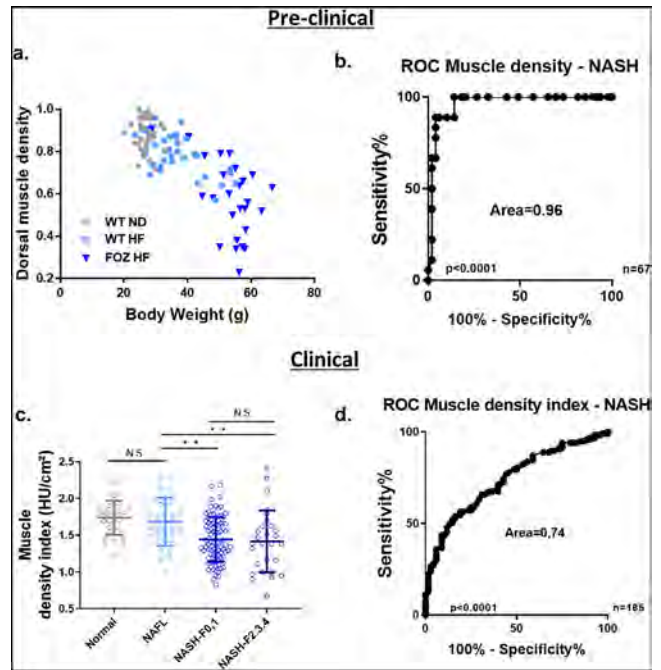 Pre-clinical
a.
Dorsal muscle density
1.0
0.8
0.6
0.4
0.2
WT ND
WT HF
FOZ HF
0
20
40
60
80
Body Weight (g)
b.
ROC Muscle density - NASH
Sensitivity%
100
50
0
Area=0.96
p<0.0001
n=67
0
50
100
100% - Specificity%
Clinical
c.
Muscle
density index (HU/cm²)
2.5
2.0
1.5
1.0
0.5
NS
* *
* *
NS
Normal
NAFL
NASH-F0,1
NASH-F2,3,4
d.
ROC Muscle density index - NASH
Sensitivity%
100
50
0
Area=0,74
p<0.0001
n=185
0
50
100
100% - Specificity%